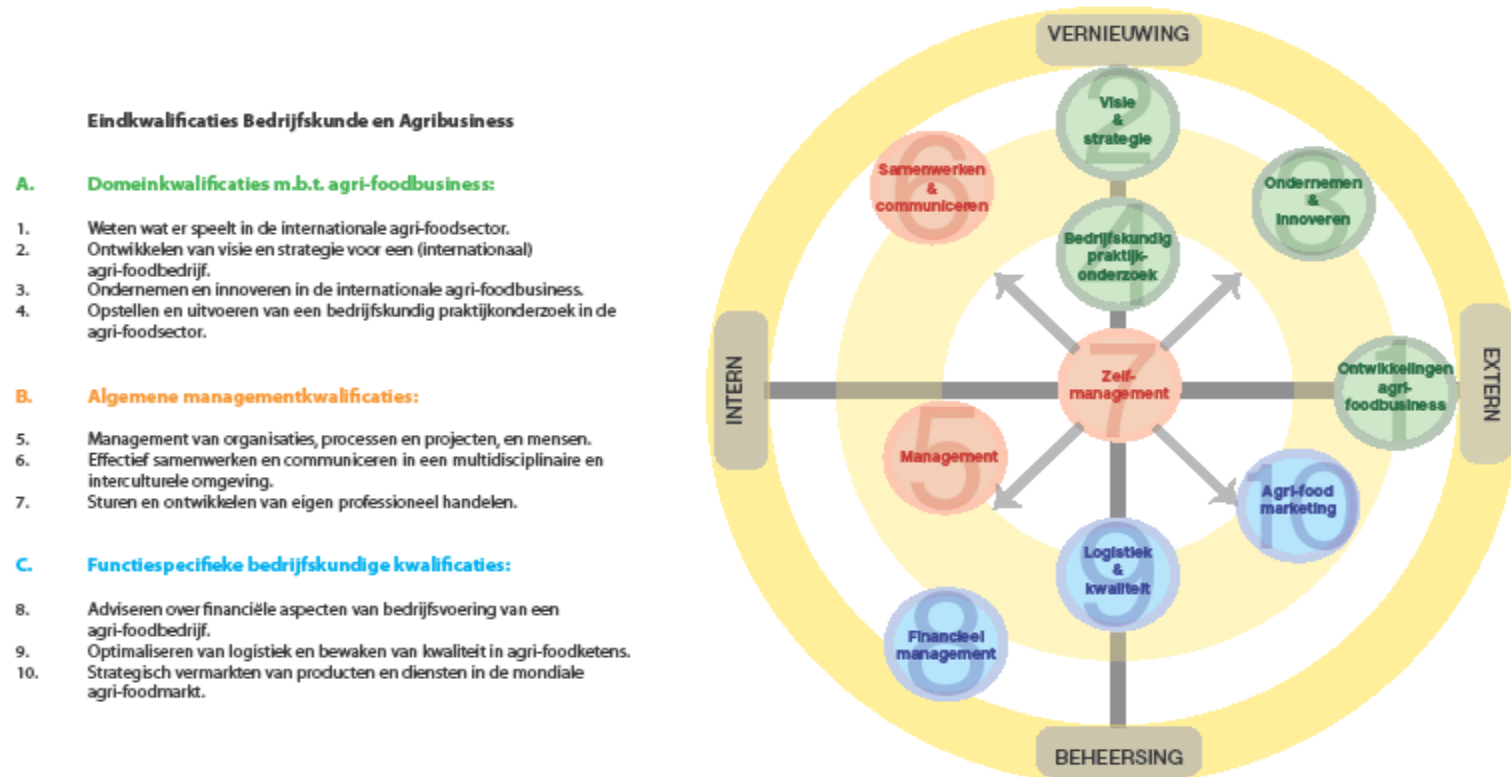 Eindkwalificaties Bedrijfskunde en Agribusiness
A. Domeinkwalificaties m.b.t. agri-foodbusiness:
1. Weten wat er speelt in de internationale agri-foodsector.
2. Ontwikkelen van visie en strategie voor een (internationaal)
agri-foodbedrijf.
3. Ondernemen en innoveren in de internationale agri-foodbusiness.
4. Opstellen en uitvoeren van een bedrijfskundig praktijkonderzoek in de
agri-foodsector.
B. Algemene managementkwalificaties:
5. Management van organisaties, processen en projecten, en mensen.
6. Effectief samenwerken en communiceren in een multidisciplinaire en
interculturele omgeving.
7. Sturen en ontwikkelen van eigen professioneel handelen.
C. Functiespecifieke bedrijfskundige kwalificaties:
8. Adviseren over financiële aspecten van bedrijfsvoering van een
agri-foodbedrijf.
9. Optimaliseren van logistiek en bewaken van kwaliteit in agri-foodketens.
10. Strategisch vermarkten van producten en diensten in de mondiale
agri-foodmarkt.
VERNIEUWING
2
Visie
&
strategie
6
Samenwerken
&
communiceren
3
Ondernemen
&
innoveren
4
Bedrijfskundig
praktijk-
onderzoek
INTERN
7
Zelf-
management
1
Ontwikkelingen
agri-
foodbusiness
EXTERN
5
Management
10
Agri-food
marketing
9
Logistiek
&
kwaliteit
8
Financieel
management
BEHEERSING